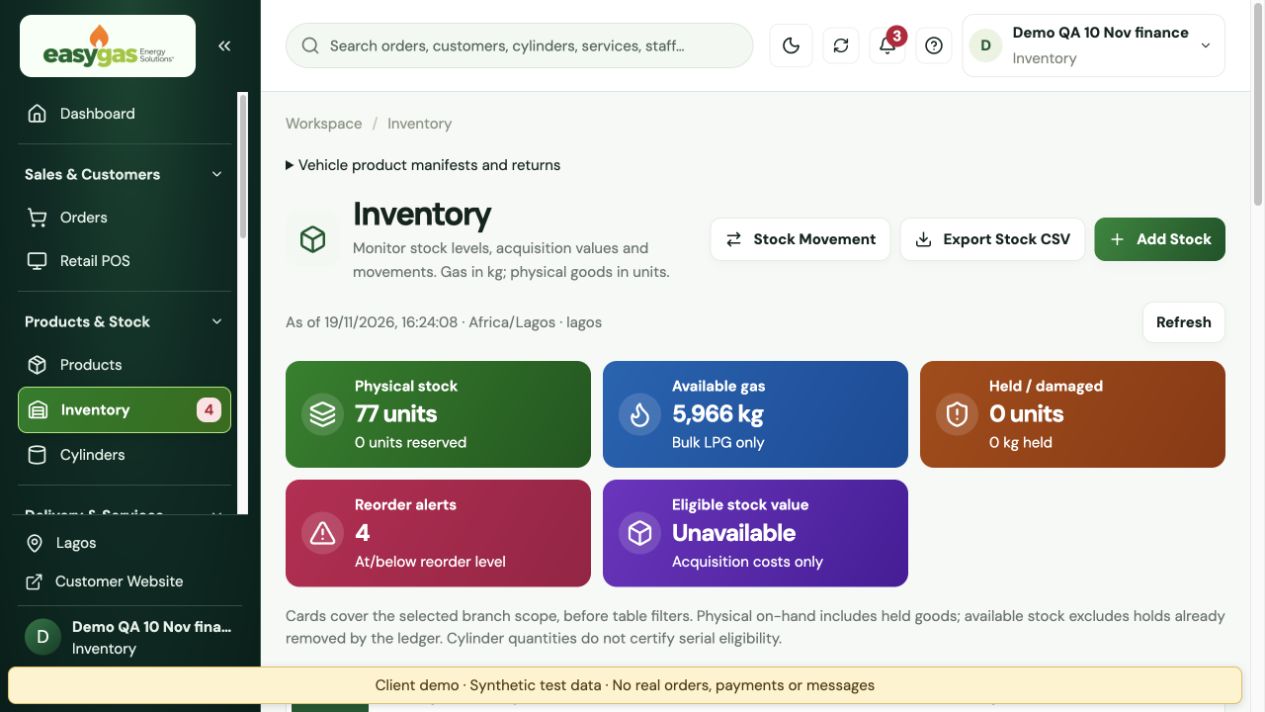 easygas Energy Solutions
Dashboard
Sales & Customers
Orders
Retail POS
Products & Stock
Products
Inventory 4
Cylinders
Lagos
Customer Website
D Demo QA 10 Nov fina...
Inventory
Search orders, customers, cylinders, services, staff...
3
D Demo QA 10 Nov finance
Inventory
Workspace / Inventory
Vehicle product manifests and returns
Inventory
Monitor stock levels, acquisition values and
movements. Gas in kg; physical goods in units.
Stock Movement
Export Stock CSV
+ Add Stock
As of 19/11/2026, 16:24:08 · Africa/Lagos · lagos
Refresh
Physical stock
77 units
0 units reserved
Available gas
5,966 kg
Bulk LPG only
Held / damaged
0 units
0 kg held
Reorder alerts
4
At/below reorder level
Eligible stock value
Unavailable
Acquisition costs only
Cards cover the selected branch scope, before table filters. Physical on-hand includes held goods; available stock excludes holds already
removed by the ledger. Cylinder quantities do not certify serial eligibility.
Client demo · Synthetic test data · No real orders, payments or messages